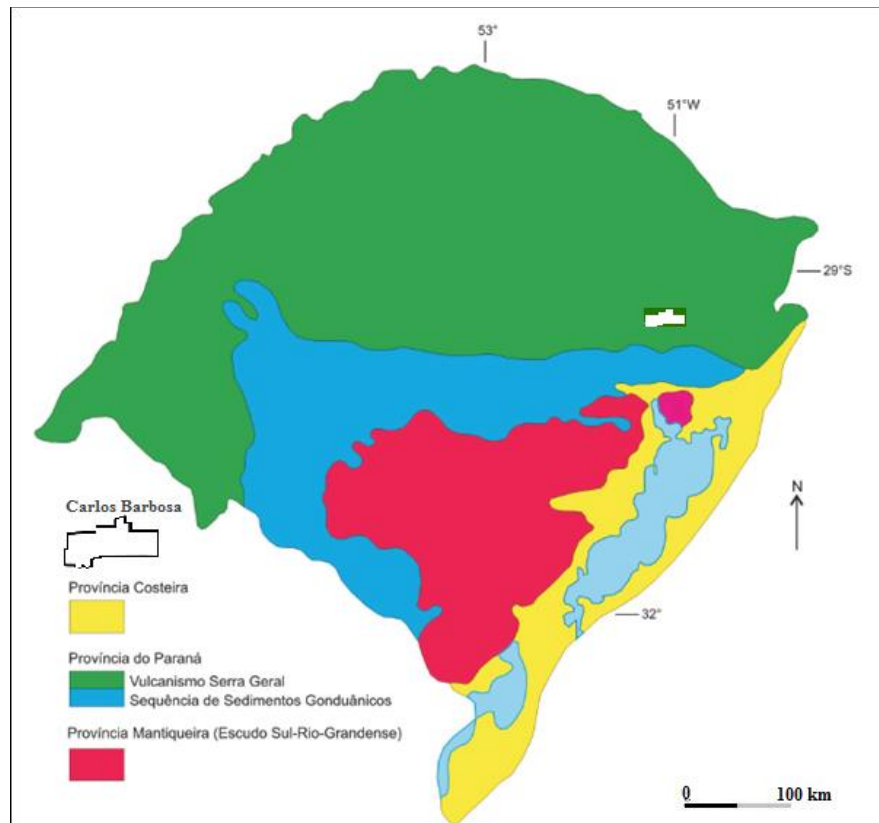 53°
51°W
29°S
N
Carlos Barbosa
Província Costeira
32°
Província do Paraná
Vulcanismo Serra Geral
Sequência de Sedimentos Gonduânicos
Província Mantiqueira (Escudo Sul-Rio-Grandense)
0 100 km